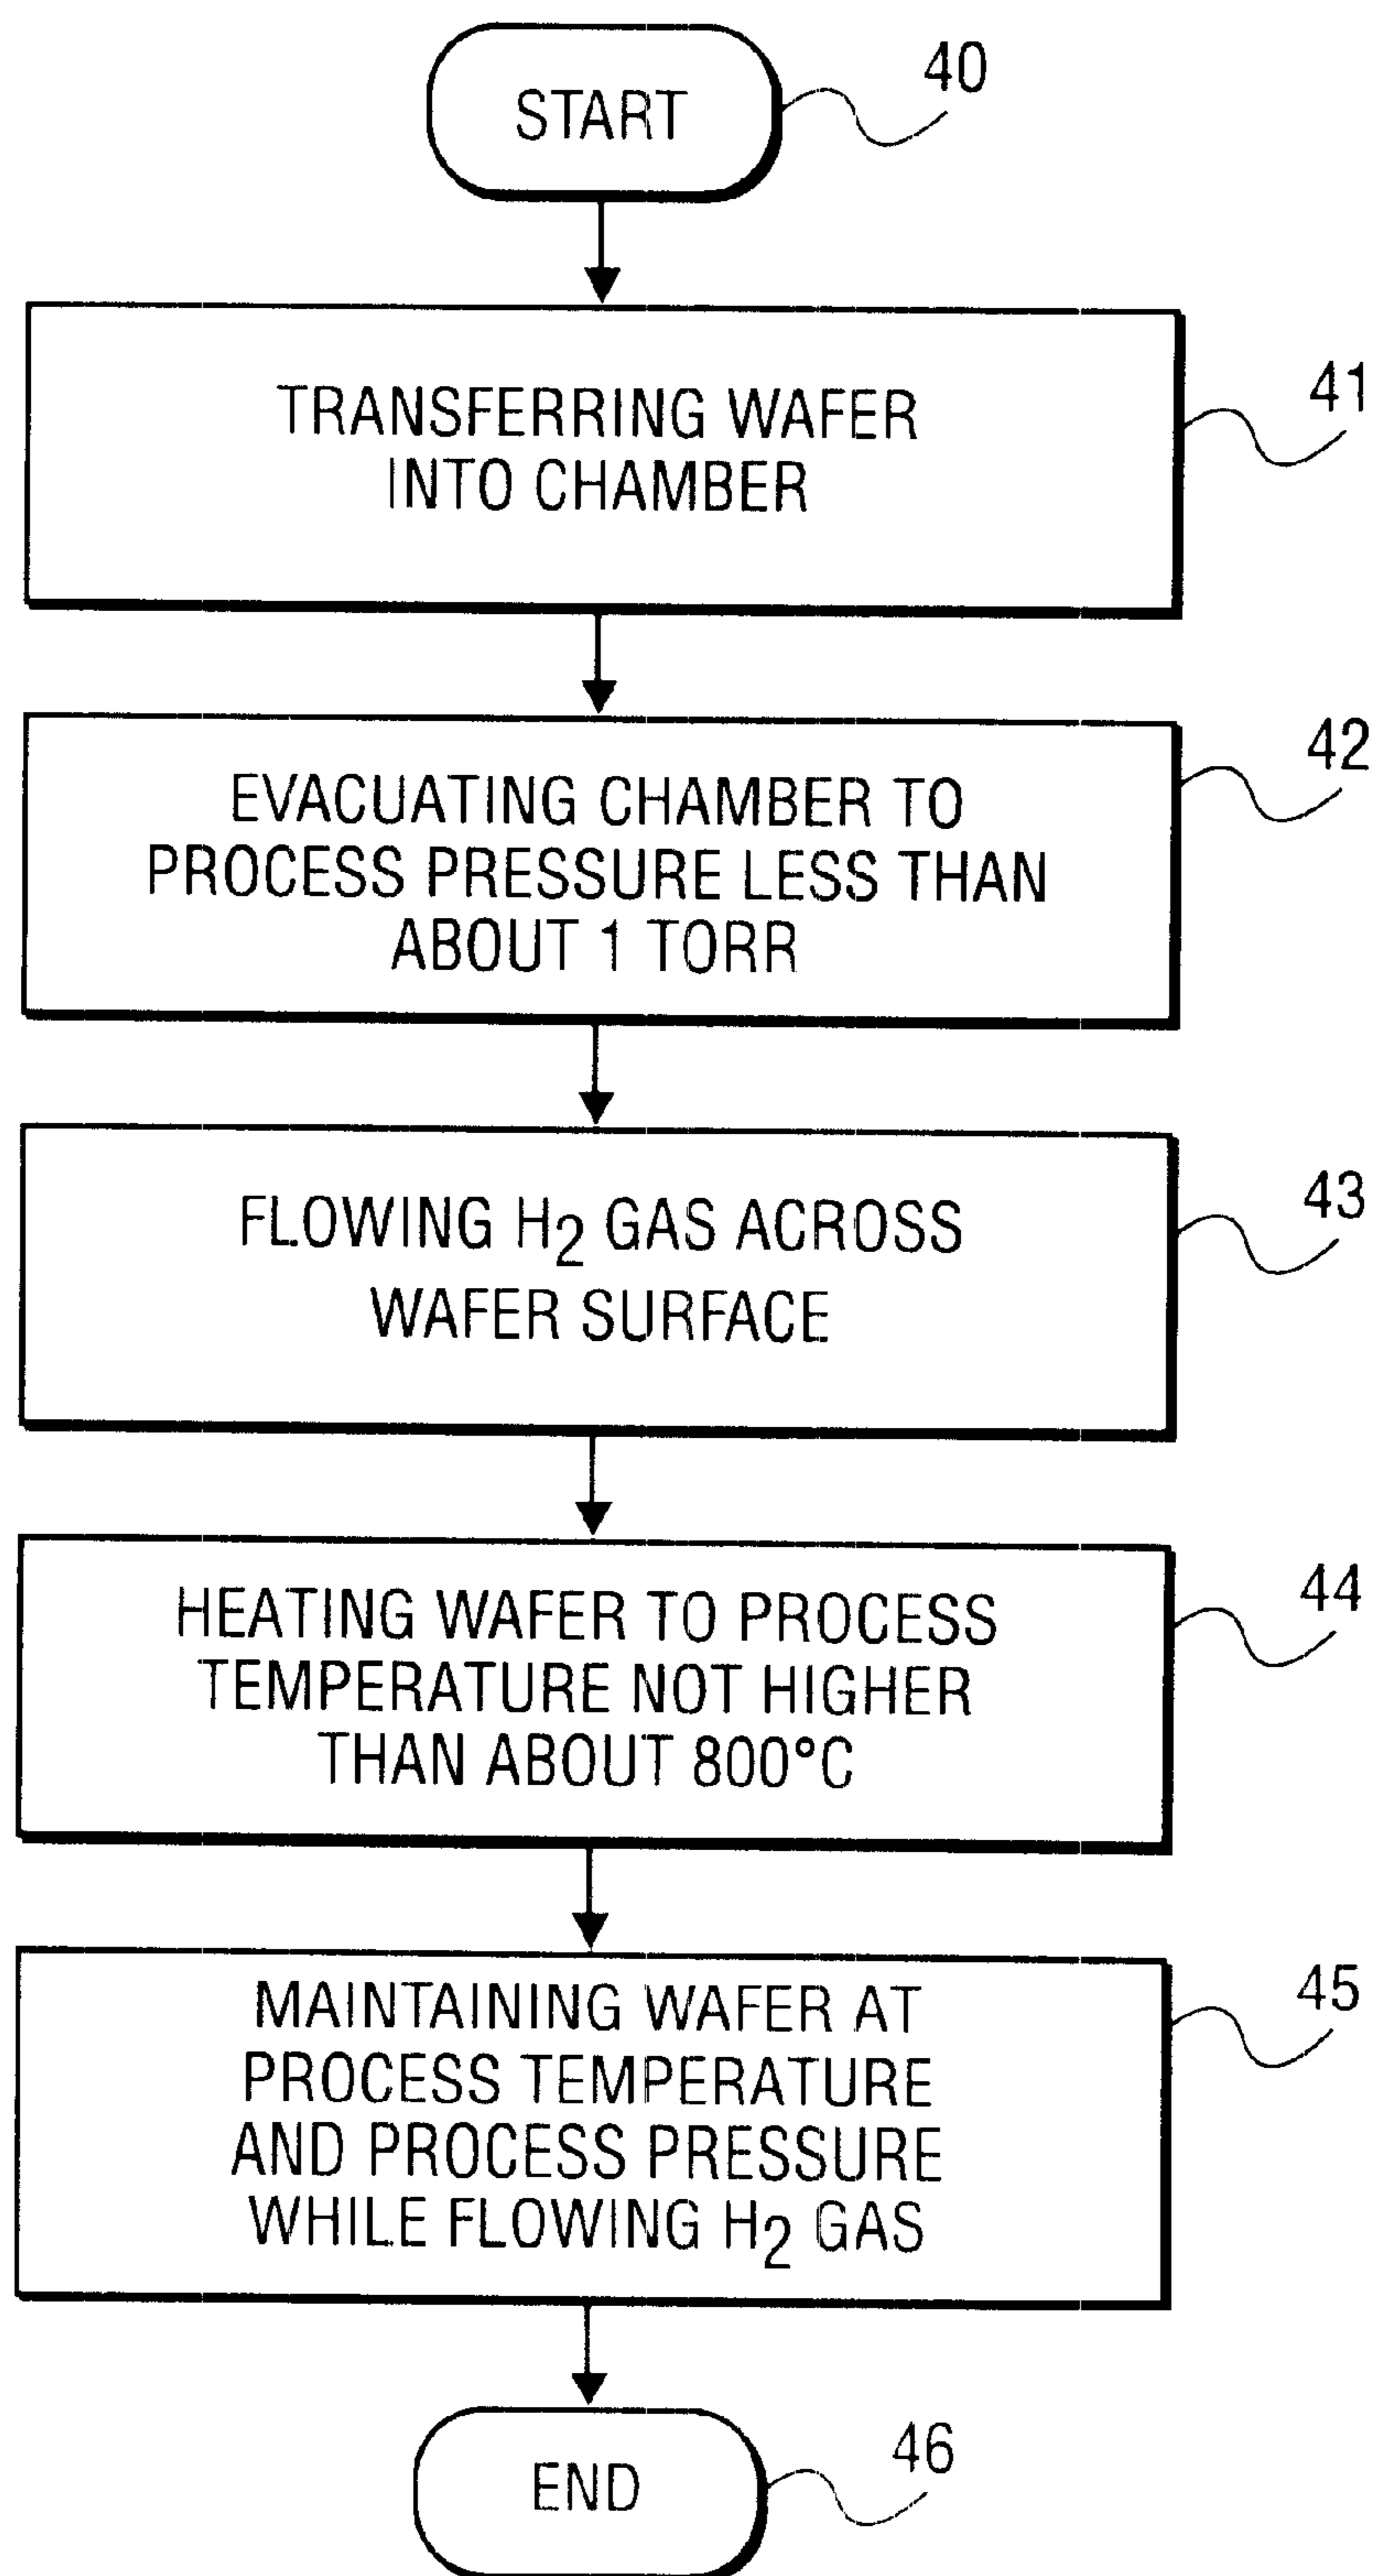 START
40
TRANSFERRING WAFER
INTO CHAMBER
41
EVACUATING CHAMBER TO
PROCESS PRESSURE LESS THAN
ABOUT 1 TORR
42
FLOWING H₂ GAS ACROSS
WAFER SURFACE
43
HEATING WAFER TO PROCESS
TEMPERATURE NOT HIGHER
THAN ABOUT 800°C
44
MAINTAINING WAFER AT
PROCESS TEMPERATURE
AND PROCESS PRESSURE
WHILE FLOWING H₂ GAS
45
END
46